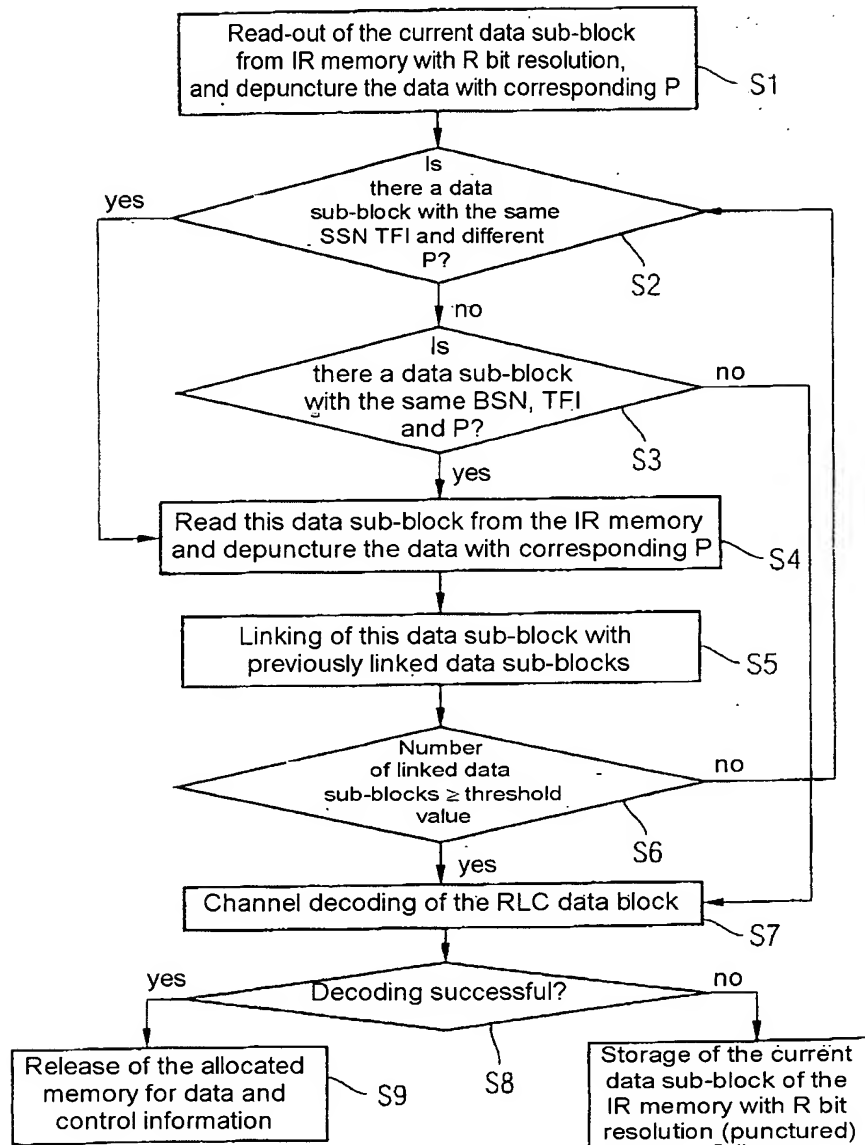 Read-out of the current data sub-block
from IR memory with R bit resolution,
and depuncture the data with corresponding P
S1
Is
there a data
sub-block with the same
SSN TFI and different
P?
yes
S2
no
Is
there a data sub-block
with the same BSN, TFI
and P?
no
S3
yes
Read this data sub-block from the IR memory
and depuncture the data with corresponding P
S4
Linking of this data sub-block with
previously linked data sub-blocks
S5
Number
of linked data
sub-blocks ≥ threshold
value
no
S6
yes
Channel decoding of the RLC data block
S7
yes
Decoding successful?
no
S8
Release of the allocated
memory for data and
control information
S9
Storage of the current
data sub-block of the
IR memory with R bit
resolution (punctured)